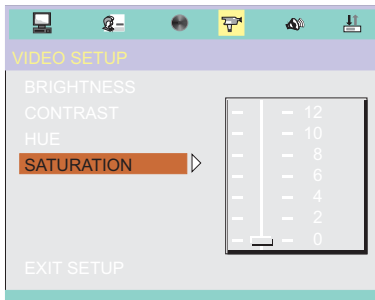 VIDEO SETUP
BRIGHTNESS
CONTRAST
HUE
SATURATION
12
10
8
6
4
2
0
EXIT SETUP